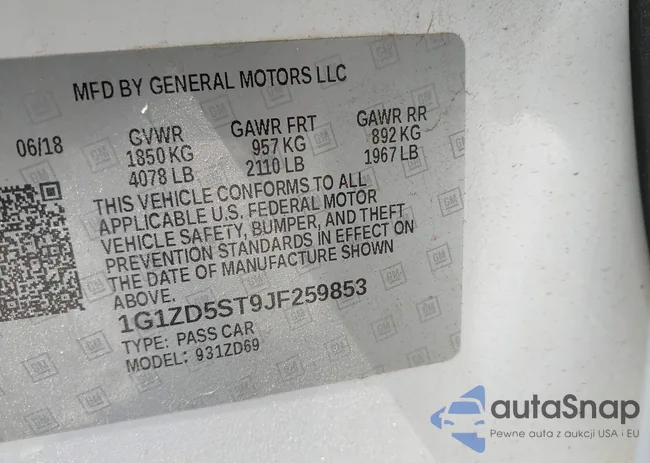 MFD BY GENERAL MOTORS LLC
06/18 GVWR GAWR FRT GAWR RR
1850 KG 957 KG 892 KG
4078 LB 2110 LB 1967 LB
THIS VEHICLE CONFORMS TO ALL
APPLICABLE U.S. FEDERAL MOTOR
VEHICLE SAFETY, BUMPER, AND THEFT
PREVENTION STANDARDS IN EFFECT ON
THE DATE OF MANUFACTURE SHOWN
ABOVE.
1G1ZD5ST9JF259853
TYPE: PASS CAR
MODEL: 931ZD69
autaSnap
Pewne auta z aukcji USA i EU